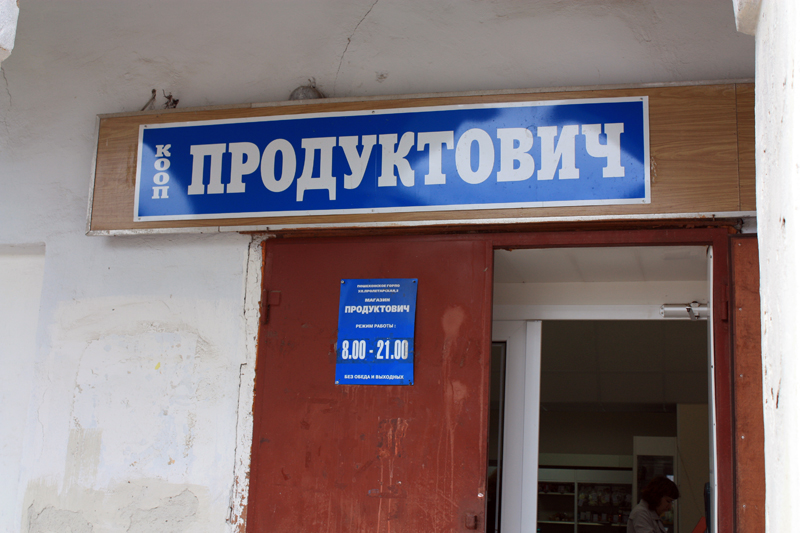 КООП
ПРОДУКТОВИЧ
МАГАЗИН
ПРОДУКТОВИЧ
РЕЖИМ РАБОТЫ :
8.00 - 21.00
БЕЗ ОБЕДА И ВЫХОДНЫХ